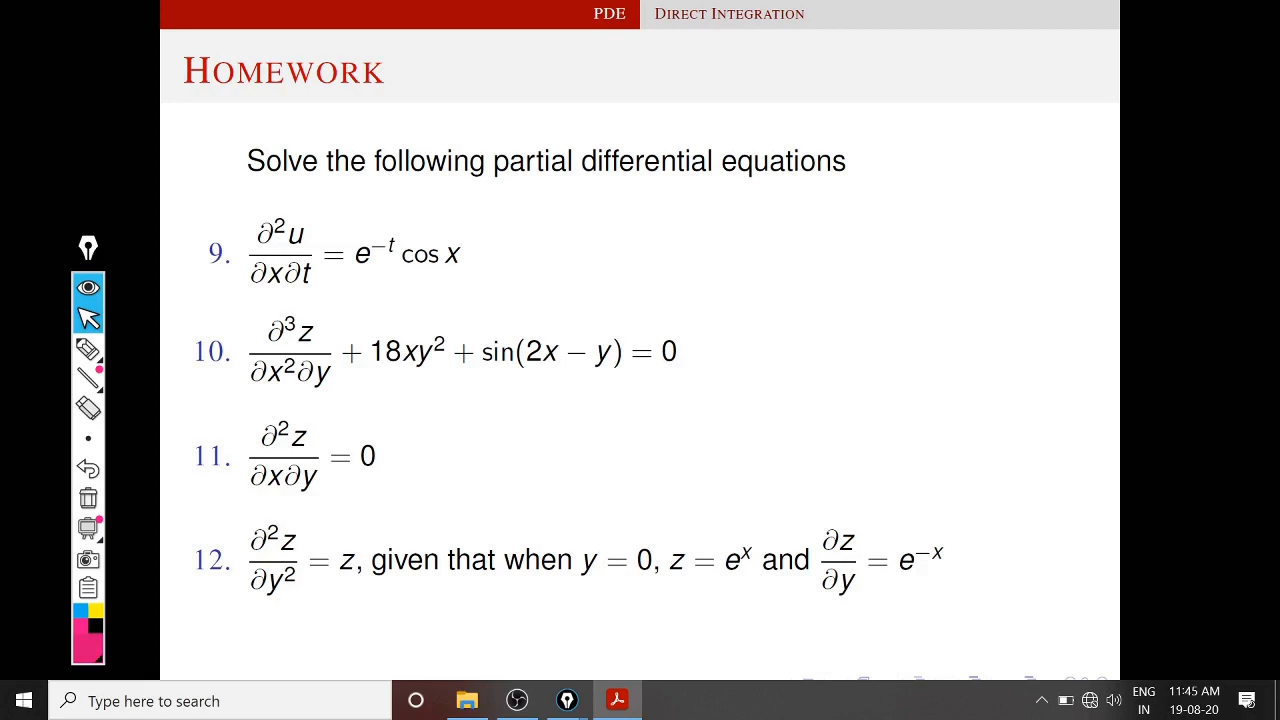 PDE DIRECT INTEGRATION
HOMEWORK
Solve the following partial differential equations
9. ∂²u/∂x∂t = e⁻ᵗ cos x
10. ∂³z/∂x²∂y + 18xy² + sin(2x − y) = 0
11. ∂²z/∂x∂y = 0
12. ∂²z/∂y² = z, given that when y = 0, z = eˣ and ∂z/∂y = e⁻ˣ
Type here to search
ENG
IN
11:45 AM
19-08-20